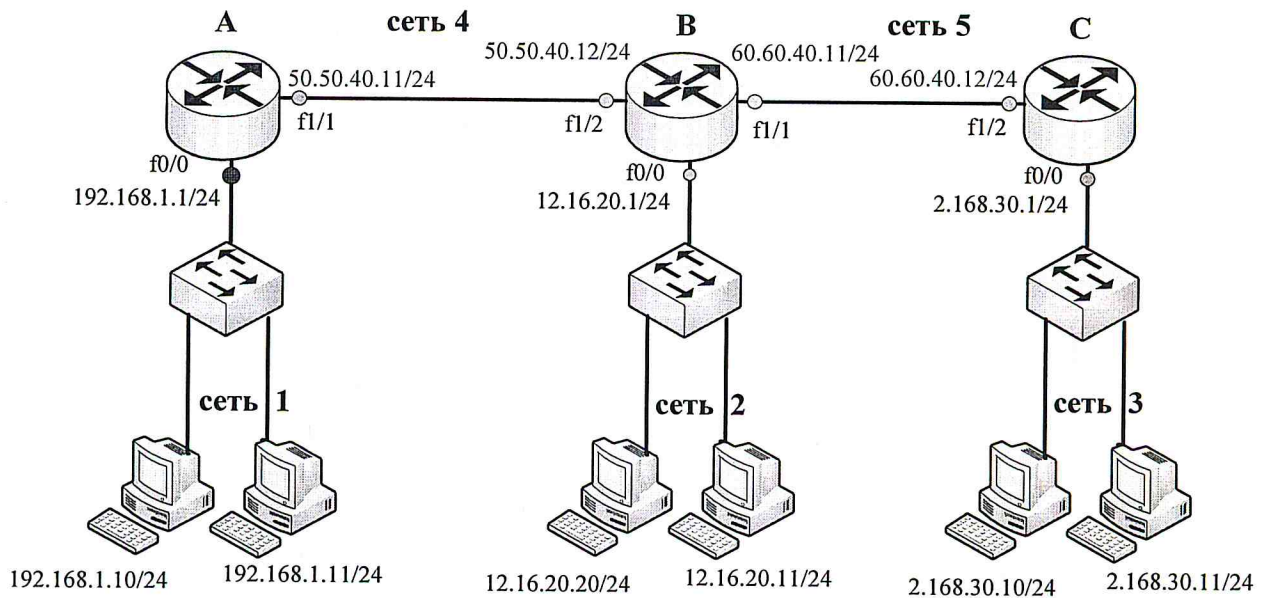 A
сеть 4
B
сеть 5
C
50.50.40.11/24
50.50.40.12/24
60.60.40.11/24
60.60.40.12/24
f1/1
f1/2
f1/1
f1/2
f0/0
f0/0
f0/0
192.168.1.1/24
12.16.20.1/24
2.168.30.1/24
сеть 1
сеть 2
сеть 3
192.168.1.10/24
192.168.1.11/24
12.16.20.20/24
12.16.20.11/24
2.168.30.10/24
2.168.30.11/24